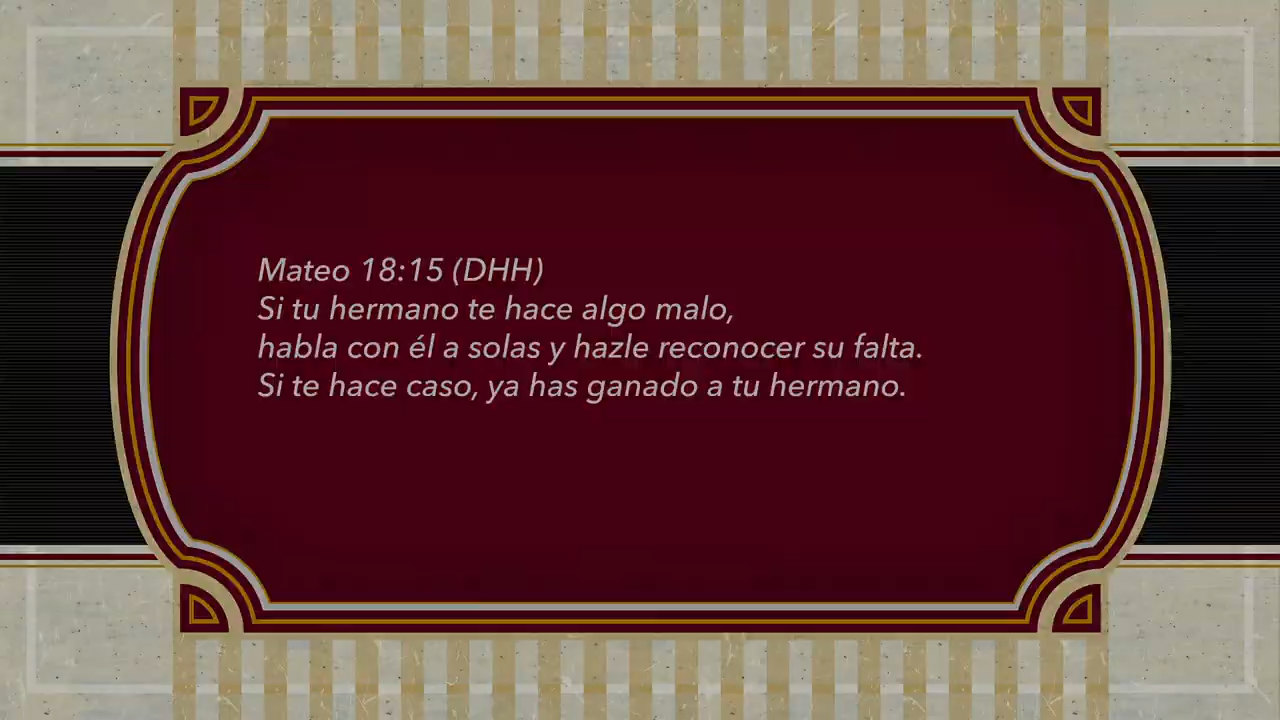 Mateo 18:15 (DHH)
Si tu hermano te hace algo malo,
habla con él a solas y hazle reconocer su falta.
Si te hace caso, ya has ganado a tu hermano.